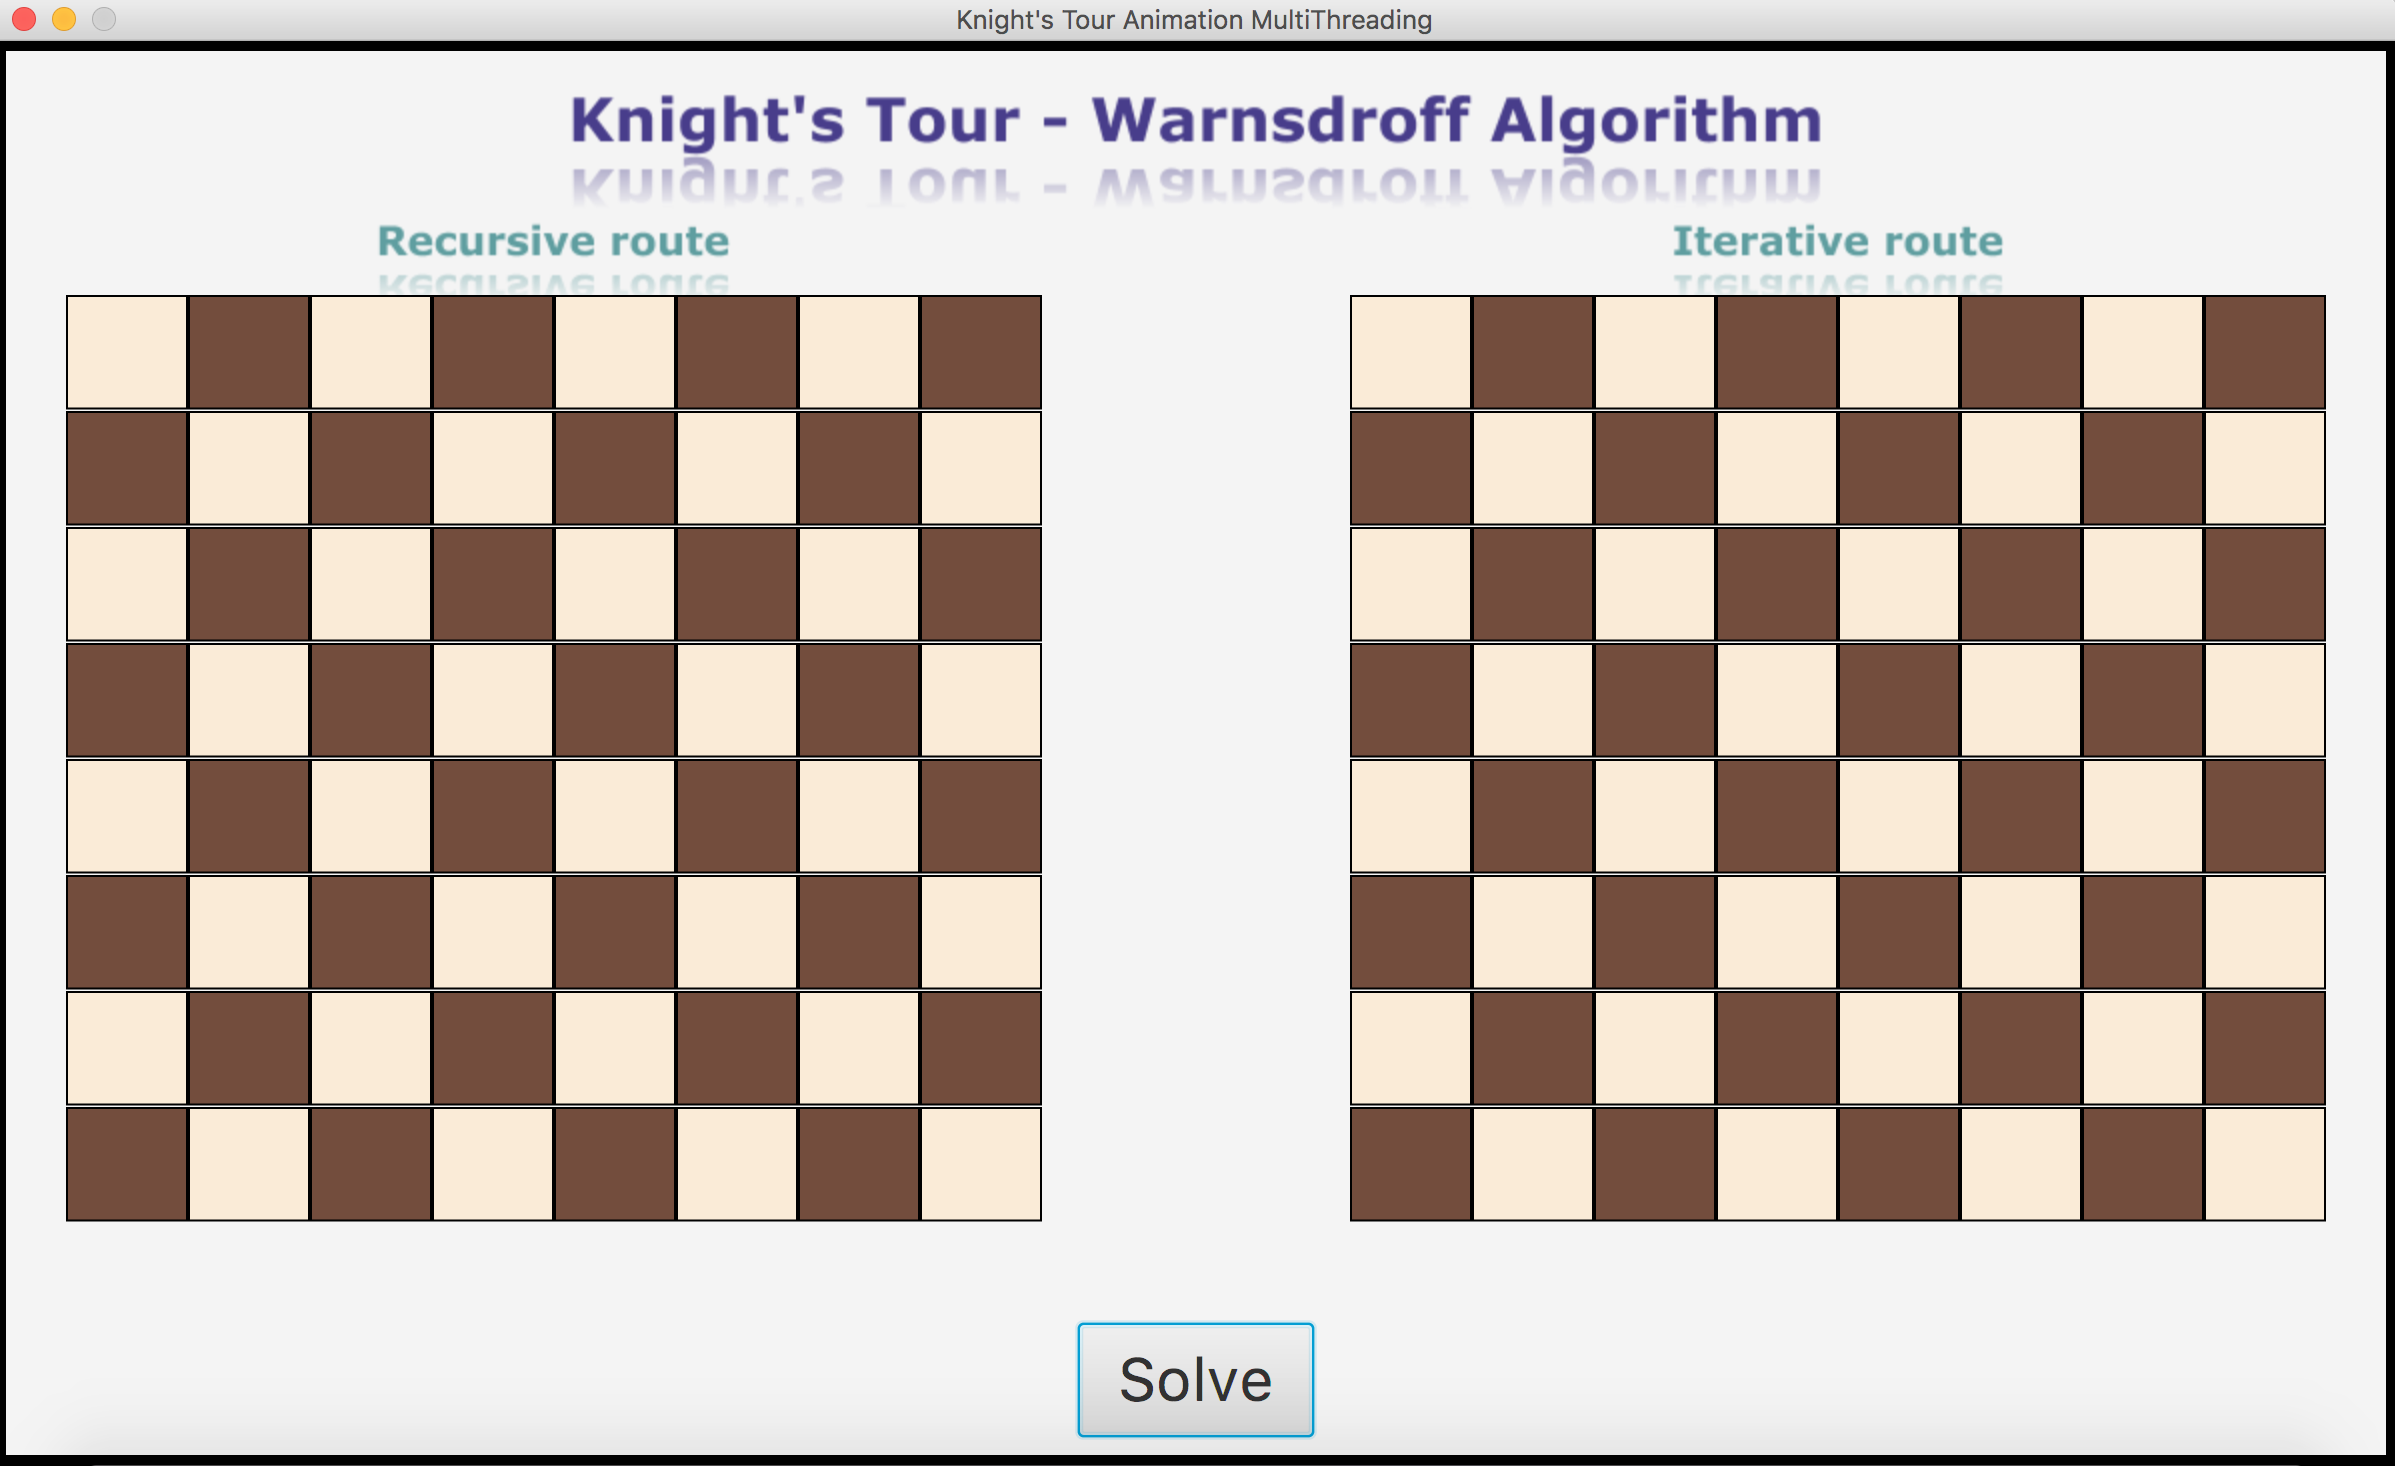 Knight's Tour Animation MultiThreading
Knight's Tour - Warnsdroff Algorithm
Recursive route
Iterative route
Solve